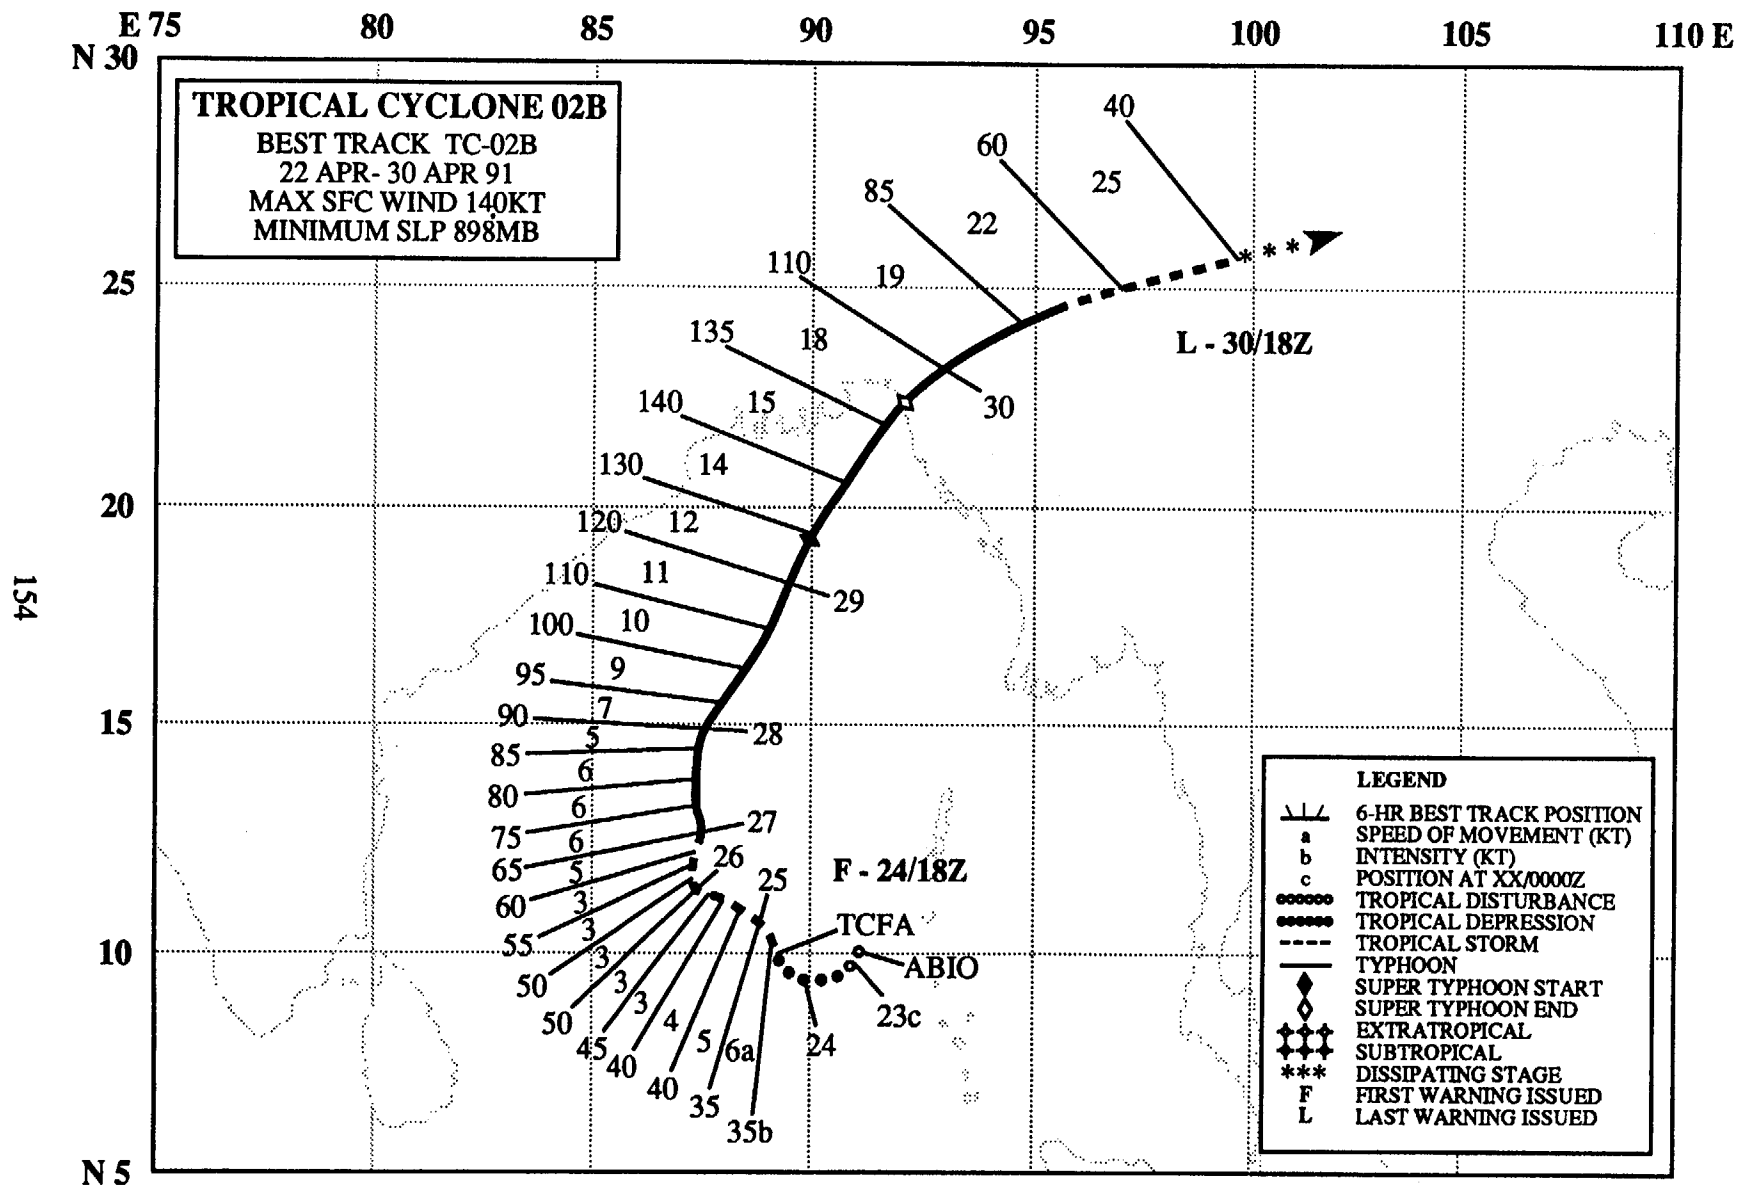 E 75 80 85 90 95 100 105 110 E
N 30
TROPICAL CYCLONE 02B
BEST TRACK TC-02B
22 APR- 30 APR 91
MAX SFC WIND 140KT
MINIMUM SLP 898MB
40
60
25
85
22
110
19
25
135
18
L - 30/18Z
140
15
30
130
14
20
120
12
110
11
29
100
10
95
9
90
7
15
28
85
5
80
6
75
6
27
65
6
26
60
5
F - 24/18Z
25
55
3
TCFA
50
3
10
ABIO
50
3
23c
45
3
24
40
3
40
4
35
5
35b
6a
N 5
154
LEGEND
6-HR BEST TRACK POSITION
a SPEED OF MOVEMENT (KT)
b INTENSITY (KT)
c POSITION AT XX/0000Z
TROPICAL DISTURBANCE
TROPICAL DEPRESSION
TROPICAL STORM
TYPHOON
SUPER TYPHOON START
SUPER TYPHOON END
EXTRATROPICAL
SUBTROPICAL
*** DISSIPATING STAGE
F FIRST WARNING ISSUED
L LAST WARNING ISSUED